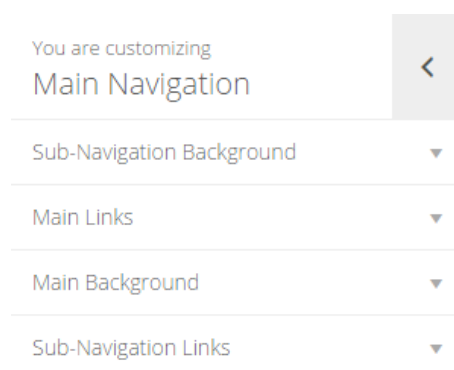 You are customizing
Main Navigation
Sub-Navigation Background
Main Links
Main Background
Sub-Navigation Links